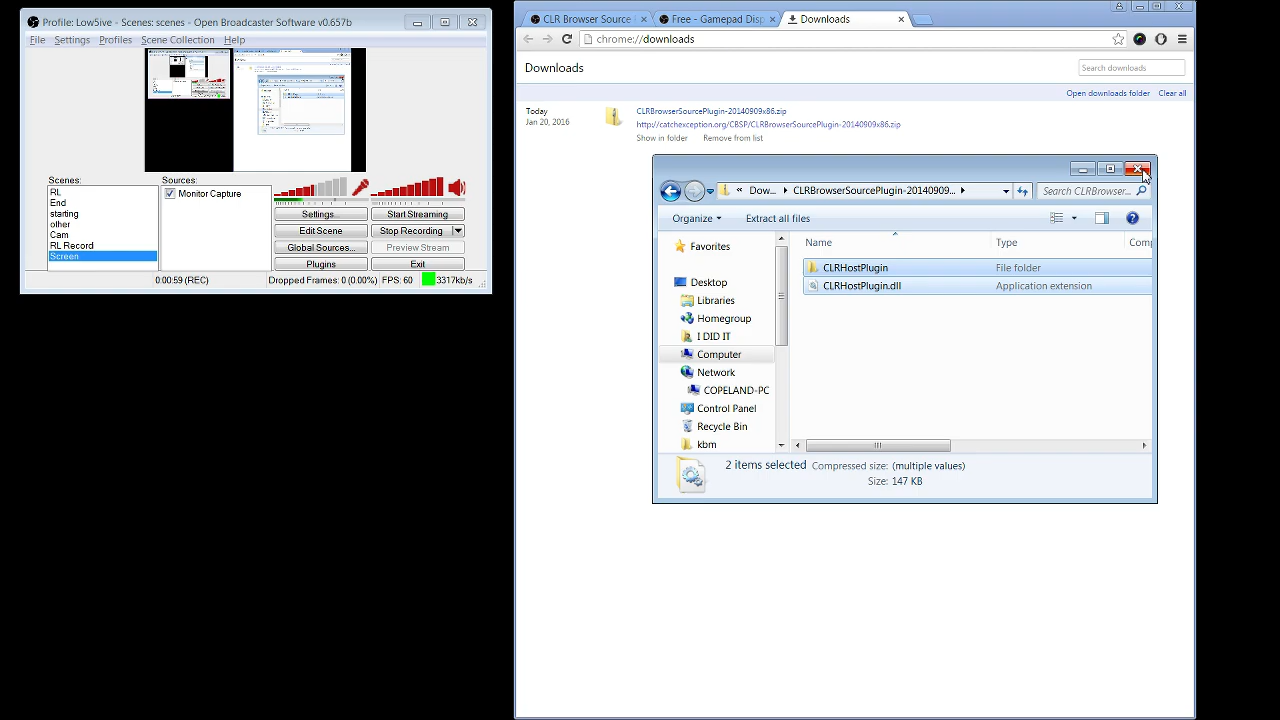 Profile: Low5ive - Scenes: scenes - Open Broadcaster Software v0.657b
File Settings Profiles Scene Collection Help
Scenes: Sources:
RL
End
starting
other
Cam
RL Record
Screen
Monitor Capture
Settings... Start Streaming
Edit Scene Stop Recording
Global Sources... Preview Stream
Plugins Exit
0:00:59 (REC) Dropped Frames: 0 (0.00%) FPS: 60 3317kb/s
CLR Browser Source Free - Gameplay Disp Downloads
chrome://downloads
Downloads Search downloads
Open downloads folder Clear all
Today
Jan 20, 2016
CLRBrowserSourcePlugin-20140909x86.zip
http://catchexception.org/CBSP/CLRBrowserSourcePlugin-20140909x86.zip
Show in folder Remove from list
« Dow... CLRBrowserSourcePlugin-20140909... Search CLRBrowser...
Organize Extract all files
Name Type Comp
Favorites
Desktop
Libraries
Homegroup
I DID IT
Computer
Network
COPELAND-PC
Control Panel
Recycle Bin
kbm
CLRHostPlugin File folder
CLRHostPlugin.dll Application extension
2 items selected Compressed size: (multiple values)
Size: 147 KB